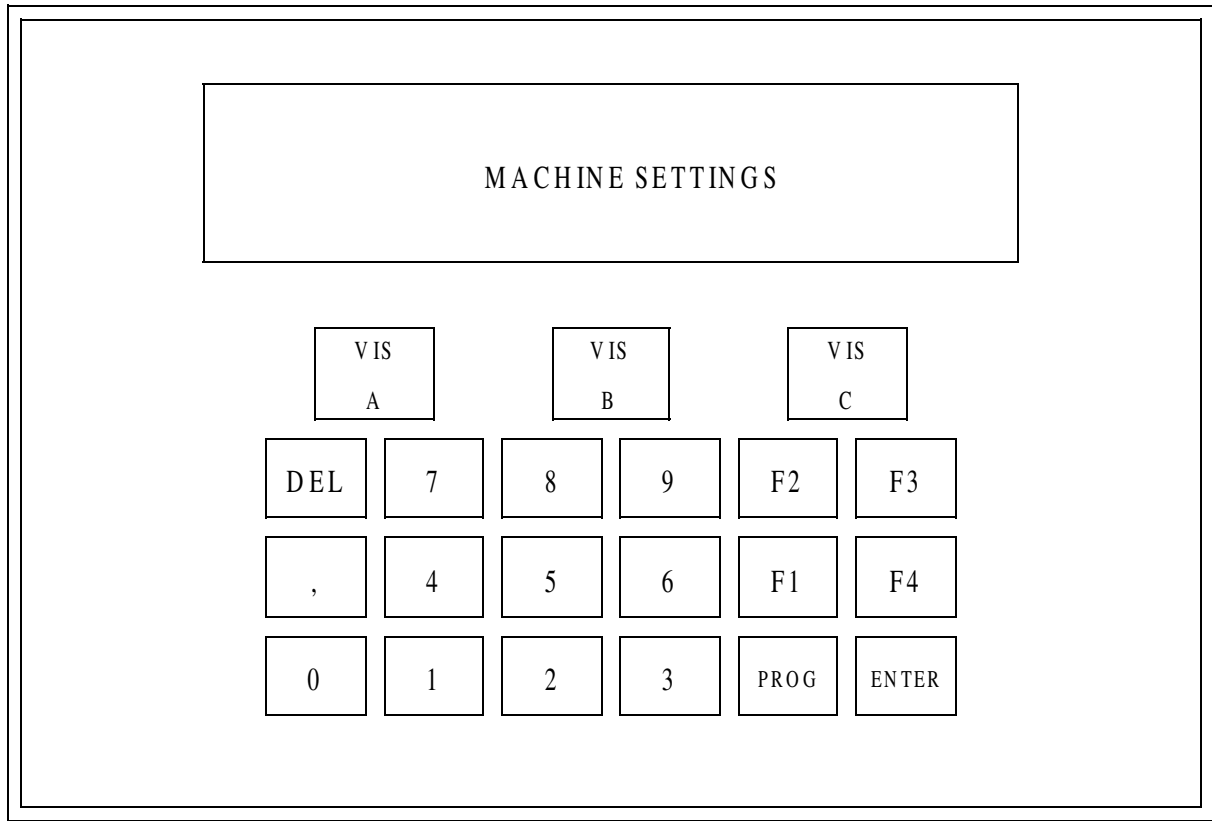 MACHINE SETTINGS
VIS VIS VIS
A B C
DEL 7 8 9 F2 F3
, 4 5 6 F1 F4
0 1 2 3 PROG ENTER